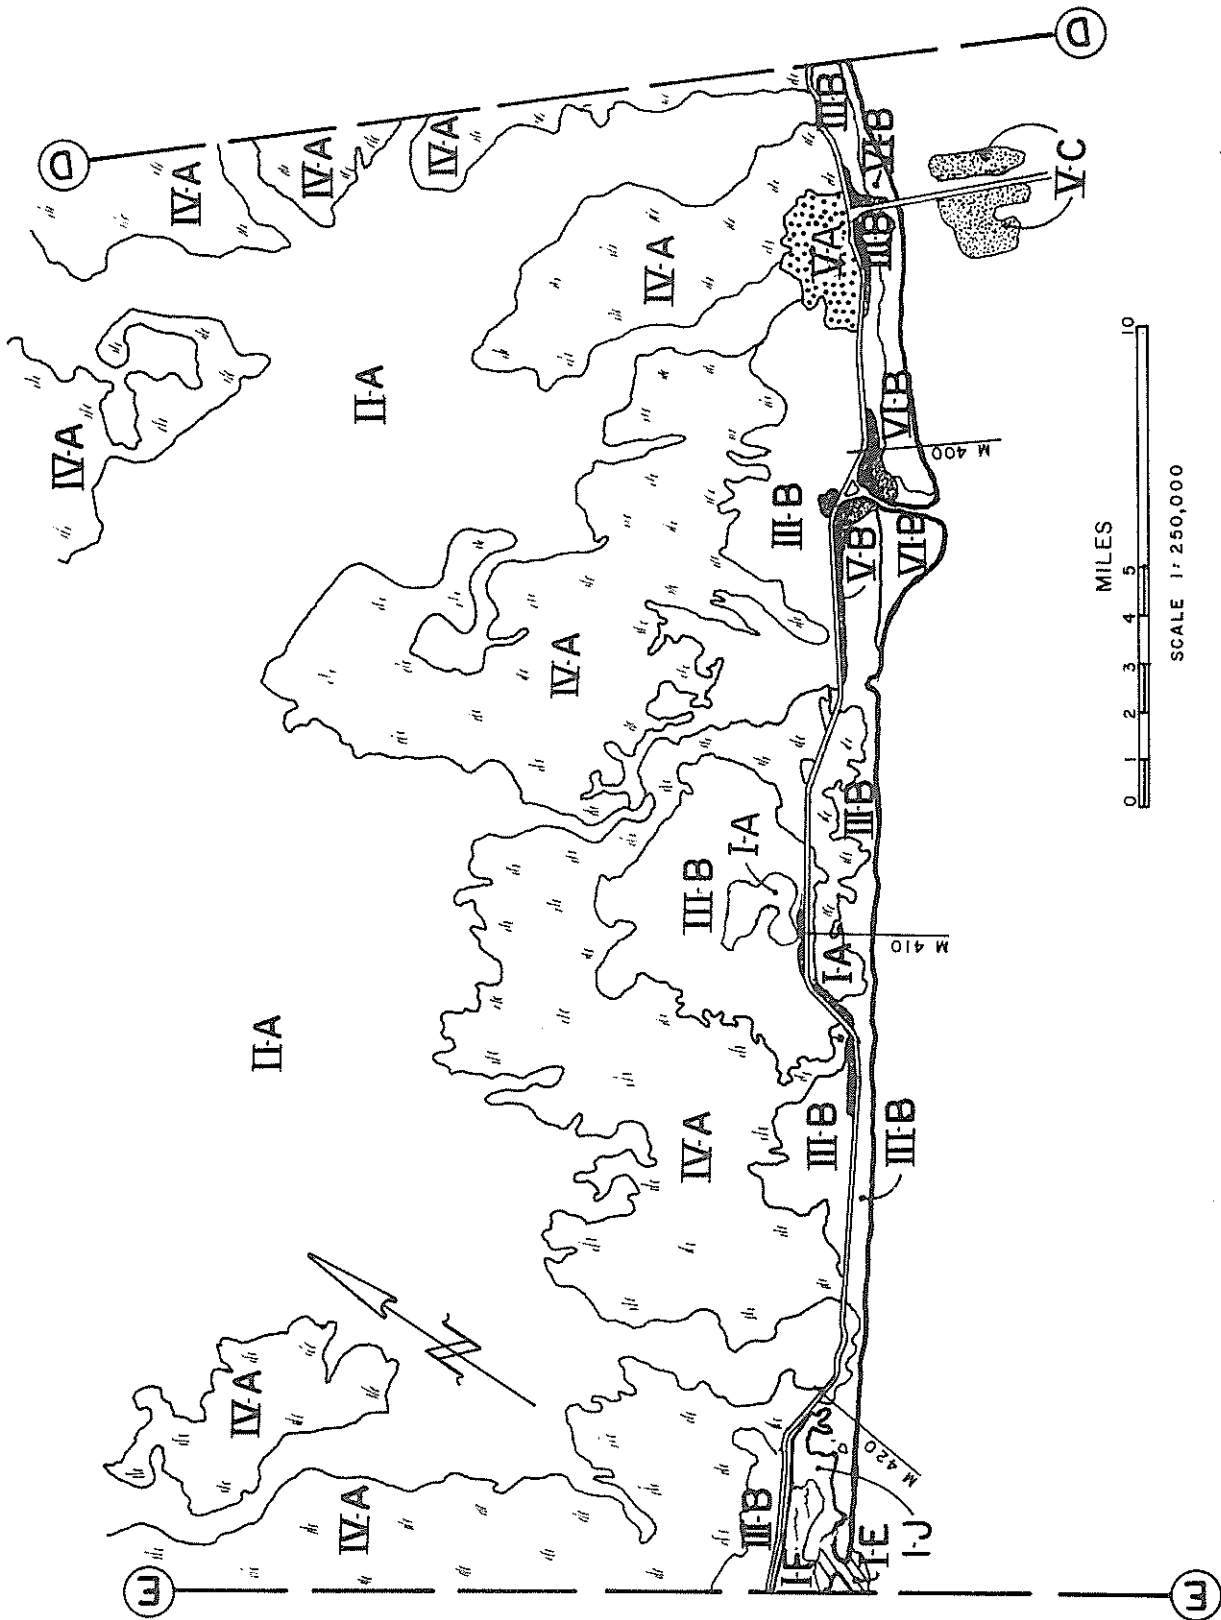 D
D
IV-A
IV-A
IV-A
III-B
VI-B
V-C
V-A
III-B
IV-A
IV-A
II-A
VI-B
M 400
III-B
V-B
VI-B
IV-A
III-B
I-A
III-B
I-A
M 410
II-A
IV-A
III-B
III-B
N
IV-A
M 420
IV-A
III-B
I-E
I-E
I-J
E
E
MILES
0 1 2 3 4 5 10
SCALE 1: 250,000